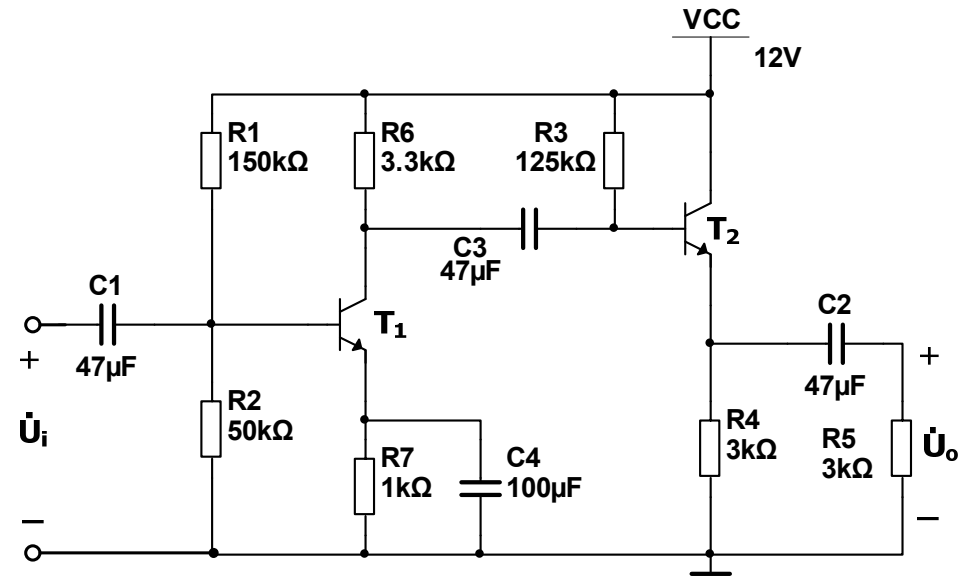 VCC
12V
R1
150kΩ
R6
3.3kΩ
R3
125kΩ
T₂
C3
47µF
C1
47µF
T₁
C2
47µF
+
+
R2
50kΩ
U̇ᵢ
R4
3kΩ
R5
3kΩ
U̇ₒ
R7
1kΩ
C4
100µF
−
−